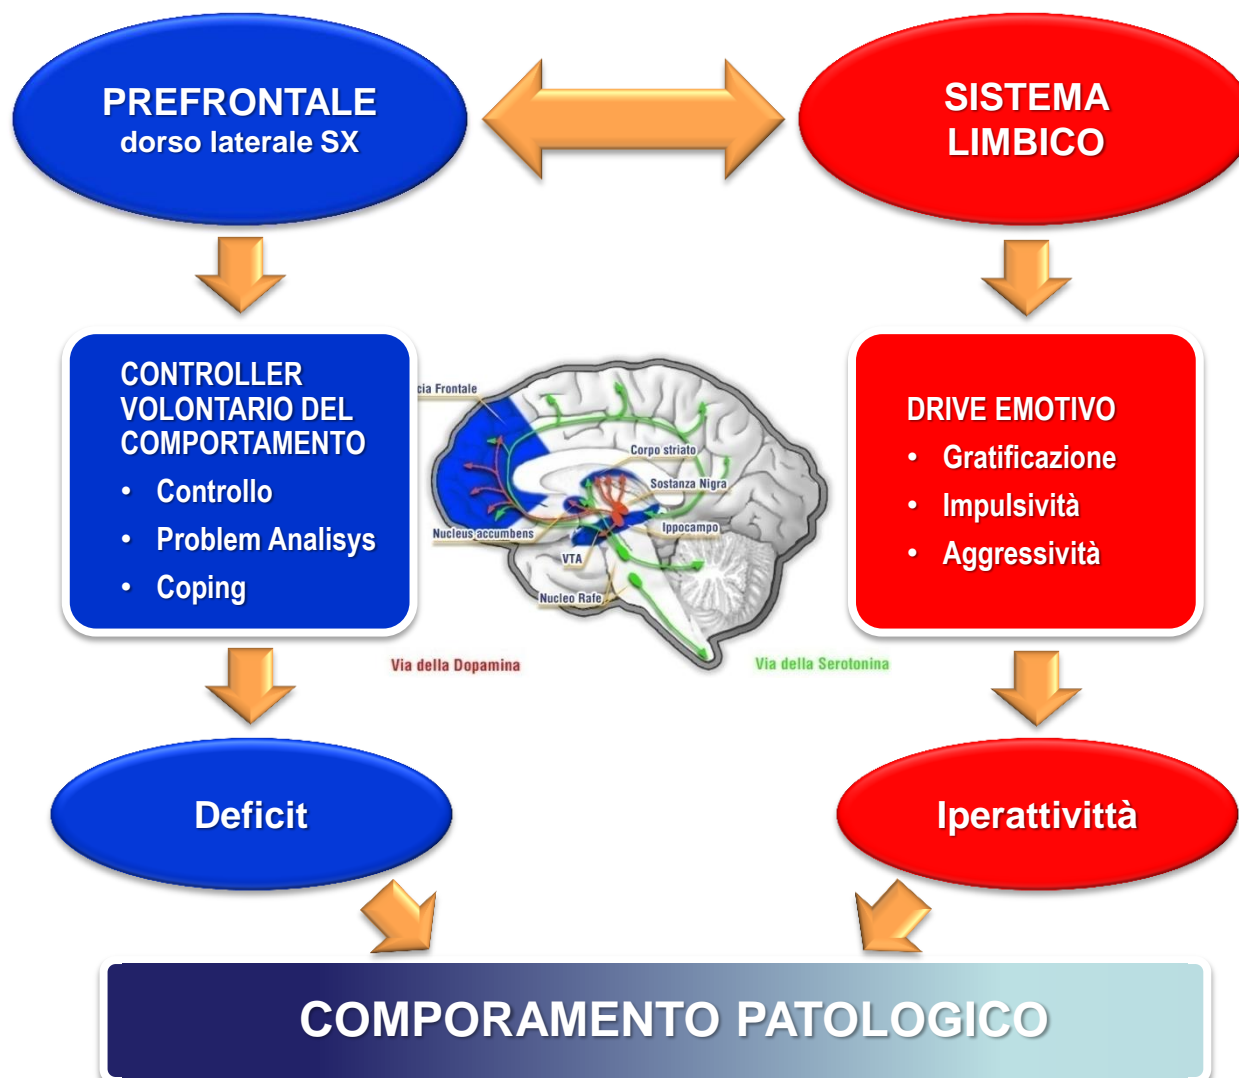 PREFRONTALE
dorso laterale SX
SISTEMA
LIMBICO
CONTROLLER
VOLONTARIO DEL
COMPORTAMENTO
• Controllo
• Problem Analisys
• Coping
cia Frontale
Corpo striato
Sostanza Nigra
Nucleus accumbens
Ippocampo
VTA
Nucleo Rafe
Via della Dopamina
Via della Serotonina
DRIVE EMOTIVO
• Gratificazione
• Impulsività
• Aggressività
Deficit
Iperattivittà
COMPORAMENTO PATOLOGICO